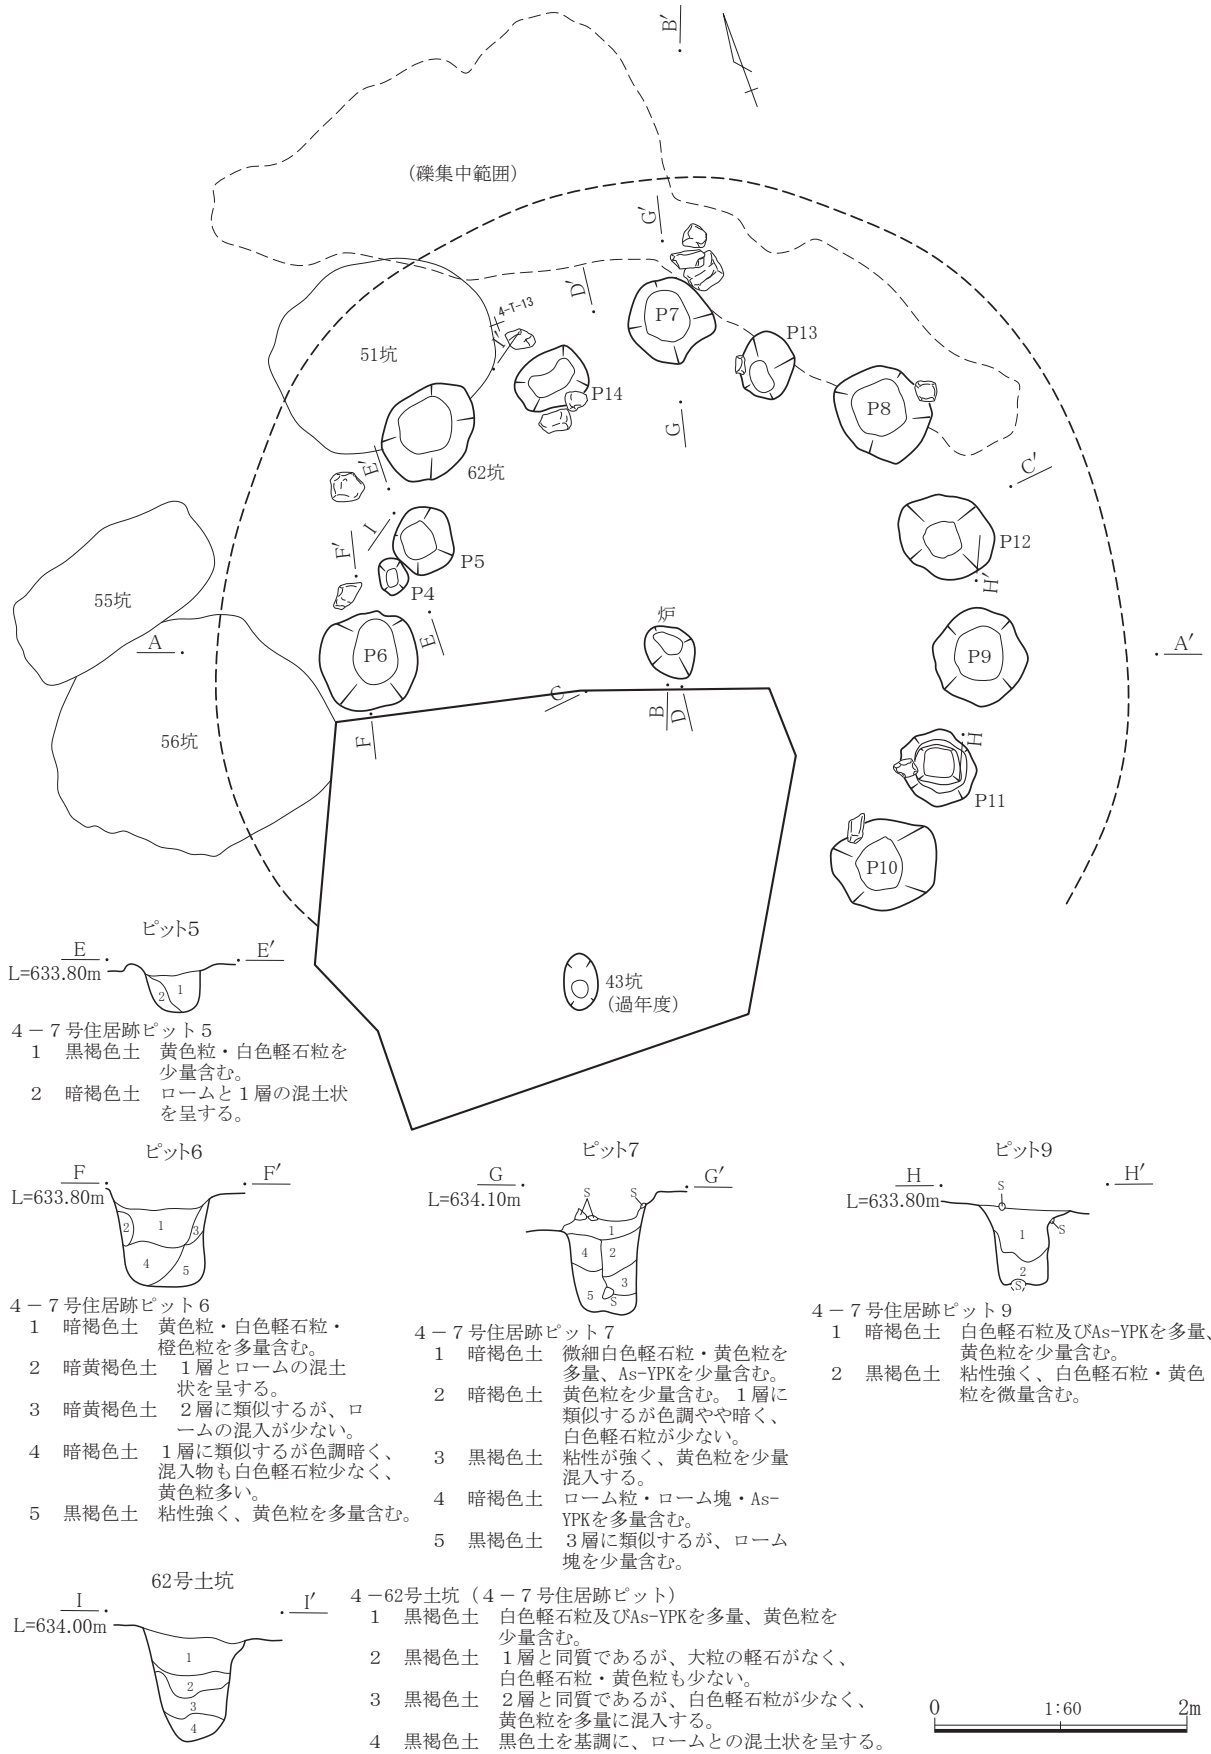 B′
(礫集中範囲)
G′
D′
4-T-13
I′
51坑
P7
P13
P14
P8
G
62坑
E′
C′
I
F′
P5
P12
P4
H′
55坑
A
炉
E
P6
P9
A′
C
B
D
56坑
F
H
P11
P10
43坑
(過年度)
ピット5
E
E′
L=633.80m
1
2
4－7号住居跡ピット5
1 黒褐色土 黄色粒・白色軽石粒を
少量含む。
2 暗褐色土 ロームと1層の混土状
を呈する。
ピット6
F
F′
L=633.80m
1
2
3
4
5
4－7号住居跡ピット6
1 暗褐色土 黄色粒・白色軽石粒・
橙色粒を多量含む。
2 暗黄褐色土 1層とロームの混土
状を呈する。
3 暗黄褐色土 2層に類似するが、ロ
ームの混入が少ない。
4 暗褐色土 1層に類似するが色調暗く、
混入物も白色軽石粒少なく、
黄色粒多い。
5 黒褐色土 粘性強く、黄色粒を多量含む。
ピット7
G
G′
L=634.10m
S
S
1
4
2
3
5
S
4－7号住居跡ピット7
1 暗褐色土 微細白色軽石粒・黄色粒を
多量、As-YPKを少量含む。
2 暗褐色土 黄色粒を少量含む。1層に
類似するが色調やや暗く、
白色軽石粒が少ない。
3 黒褐色土 粘性が強く、黄色粒を少量
混入する。
4 暗褐色土 ローム粒・ローム塊・As-
YPKを多量含む。
5 黒褐色土 3層に類似するが、ローム
塊を少量含む。
ピット9
H
H′
L=633.80m
S
S
1
2
S
4－7号住居跡ピット9
1 暗褐色土 白色軽石粒及びAs-YPKを多量、
黄色粒を少量含む。
2 黒褐色土 粘性強く、白色軽石粒・黄色
粒を微量含む。
62号土坑
I
I′
L=634.00m
1
2
3
4
4－62号土坑（4－7号住居跡ピット）
1 黒褐色土 白色軽石粒及びAs-YPKを多量、黄色粒を
少量含む。
2 黒褐色土 1層と同質であるが、大粒の軽石がなく、
白色軽石粒・黄色粒も少ない。
3 黒褐色土 2層と同質であるが、白色軽石粒が少なく、
黄色粒を多量に混入する。
4 黒褐色土 黒色土を基調に、ロームとの混土状を呈する。
0 1:60 2m